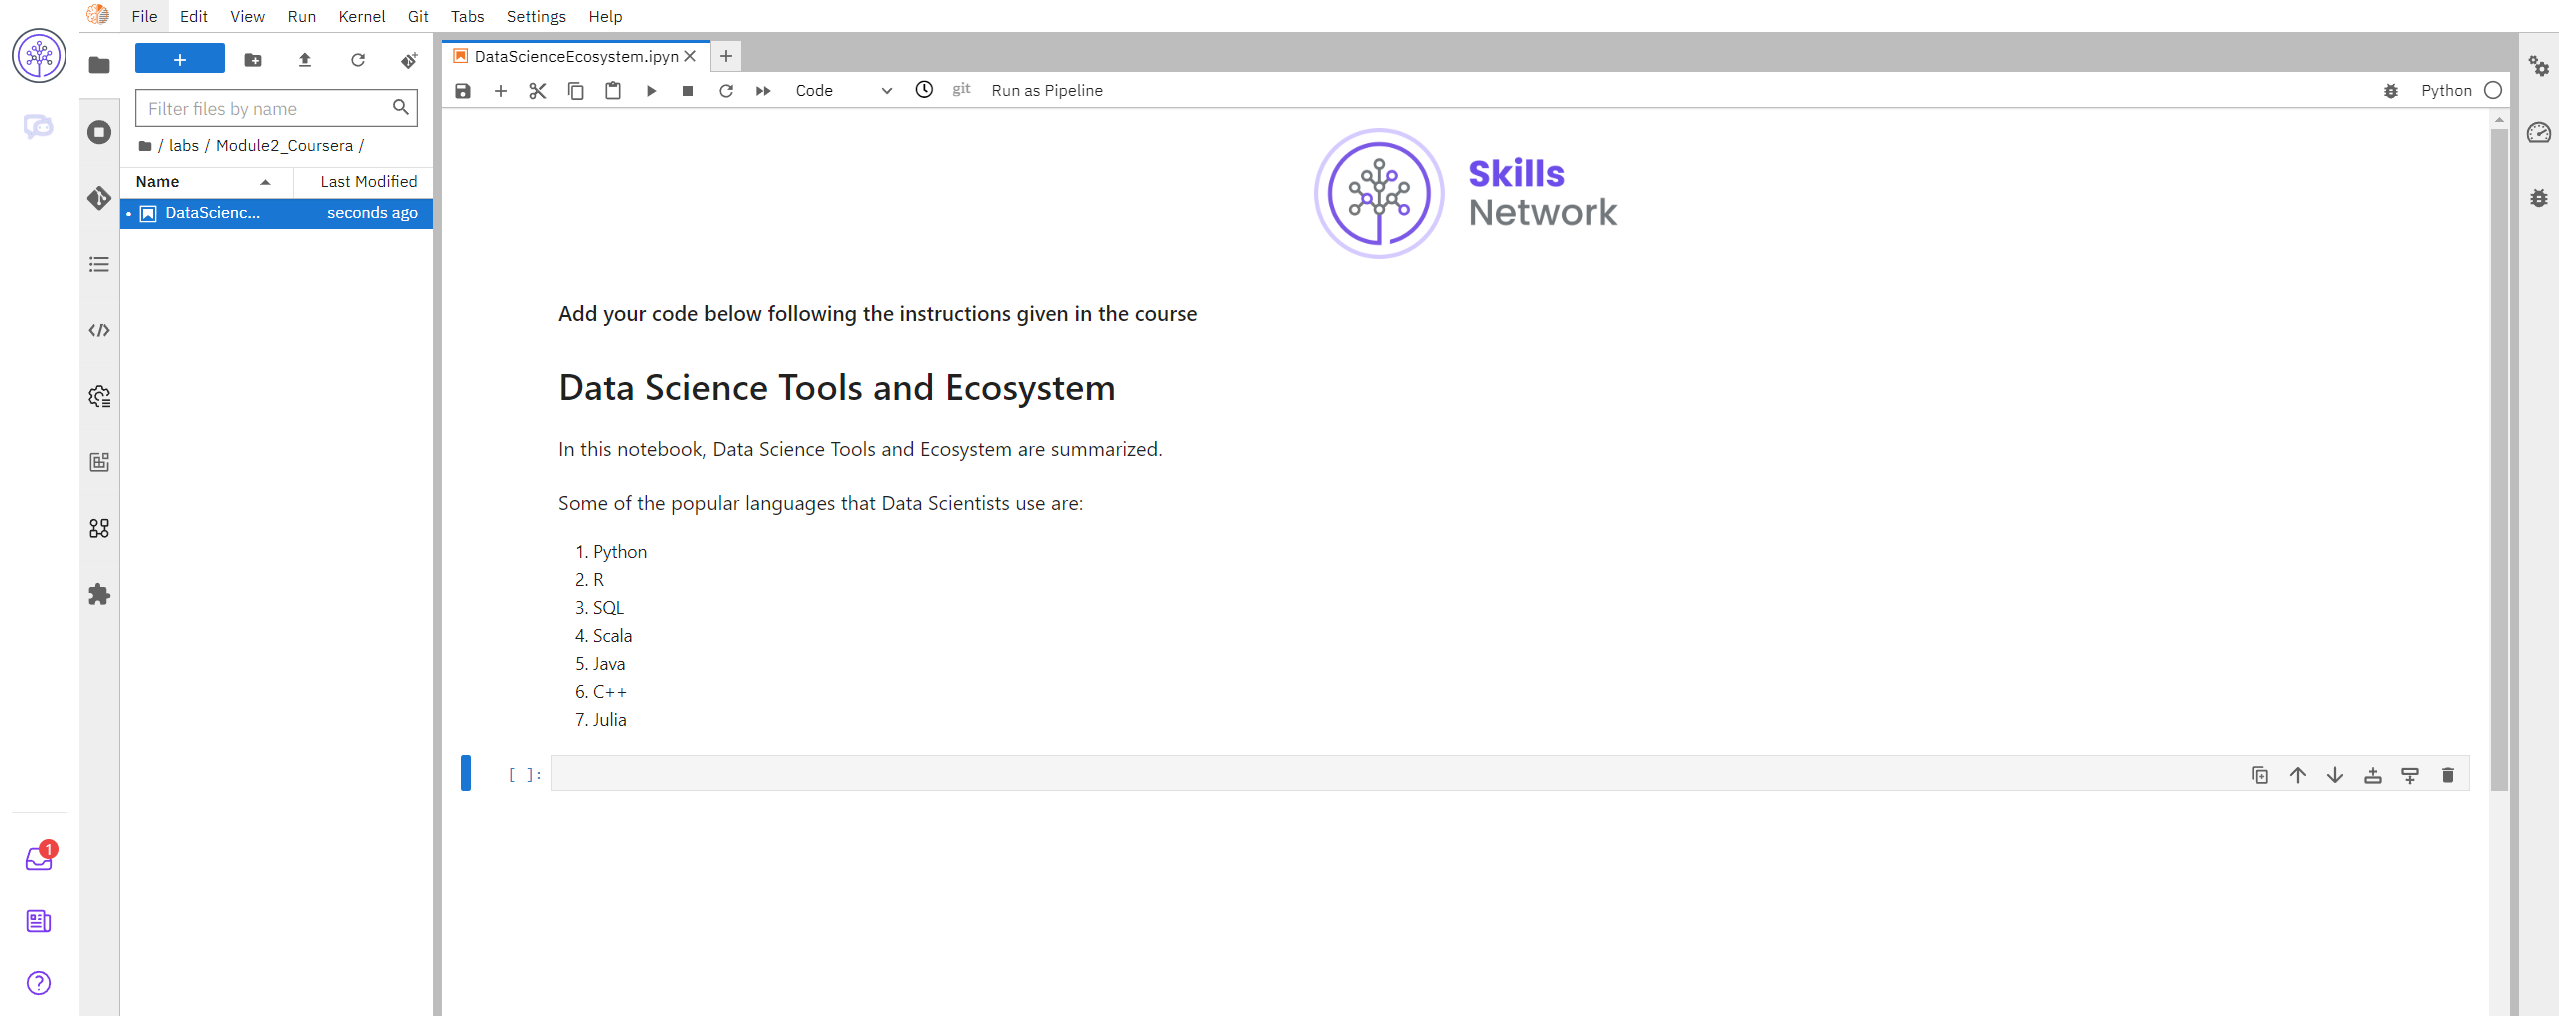 File Edit View Run Kernel Git Tabs Settings Help
+
Filter files by name
/ labs / Module2_Coursera /
Name Last Modified
DataScienc... seconds ago
DataScienceEcosystem.ipyn
Code git Run as Pipeline Python
Skills
Network
Add your code below following the instructions given in the course
Data Science Tools and Ecosystem
In this notebook, Data Science Tools and Ecosystem are summarized.
Some of the popular languages that Data Scientists use are:
1. Python
2. R
3. SQL
4. Scala
5. Java
6. C++
7. Julia
[ ]:
1